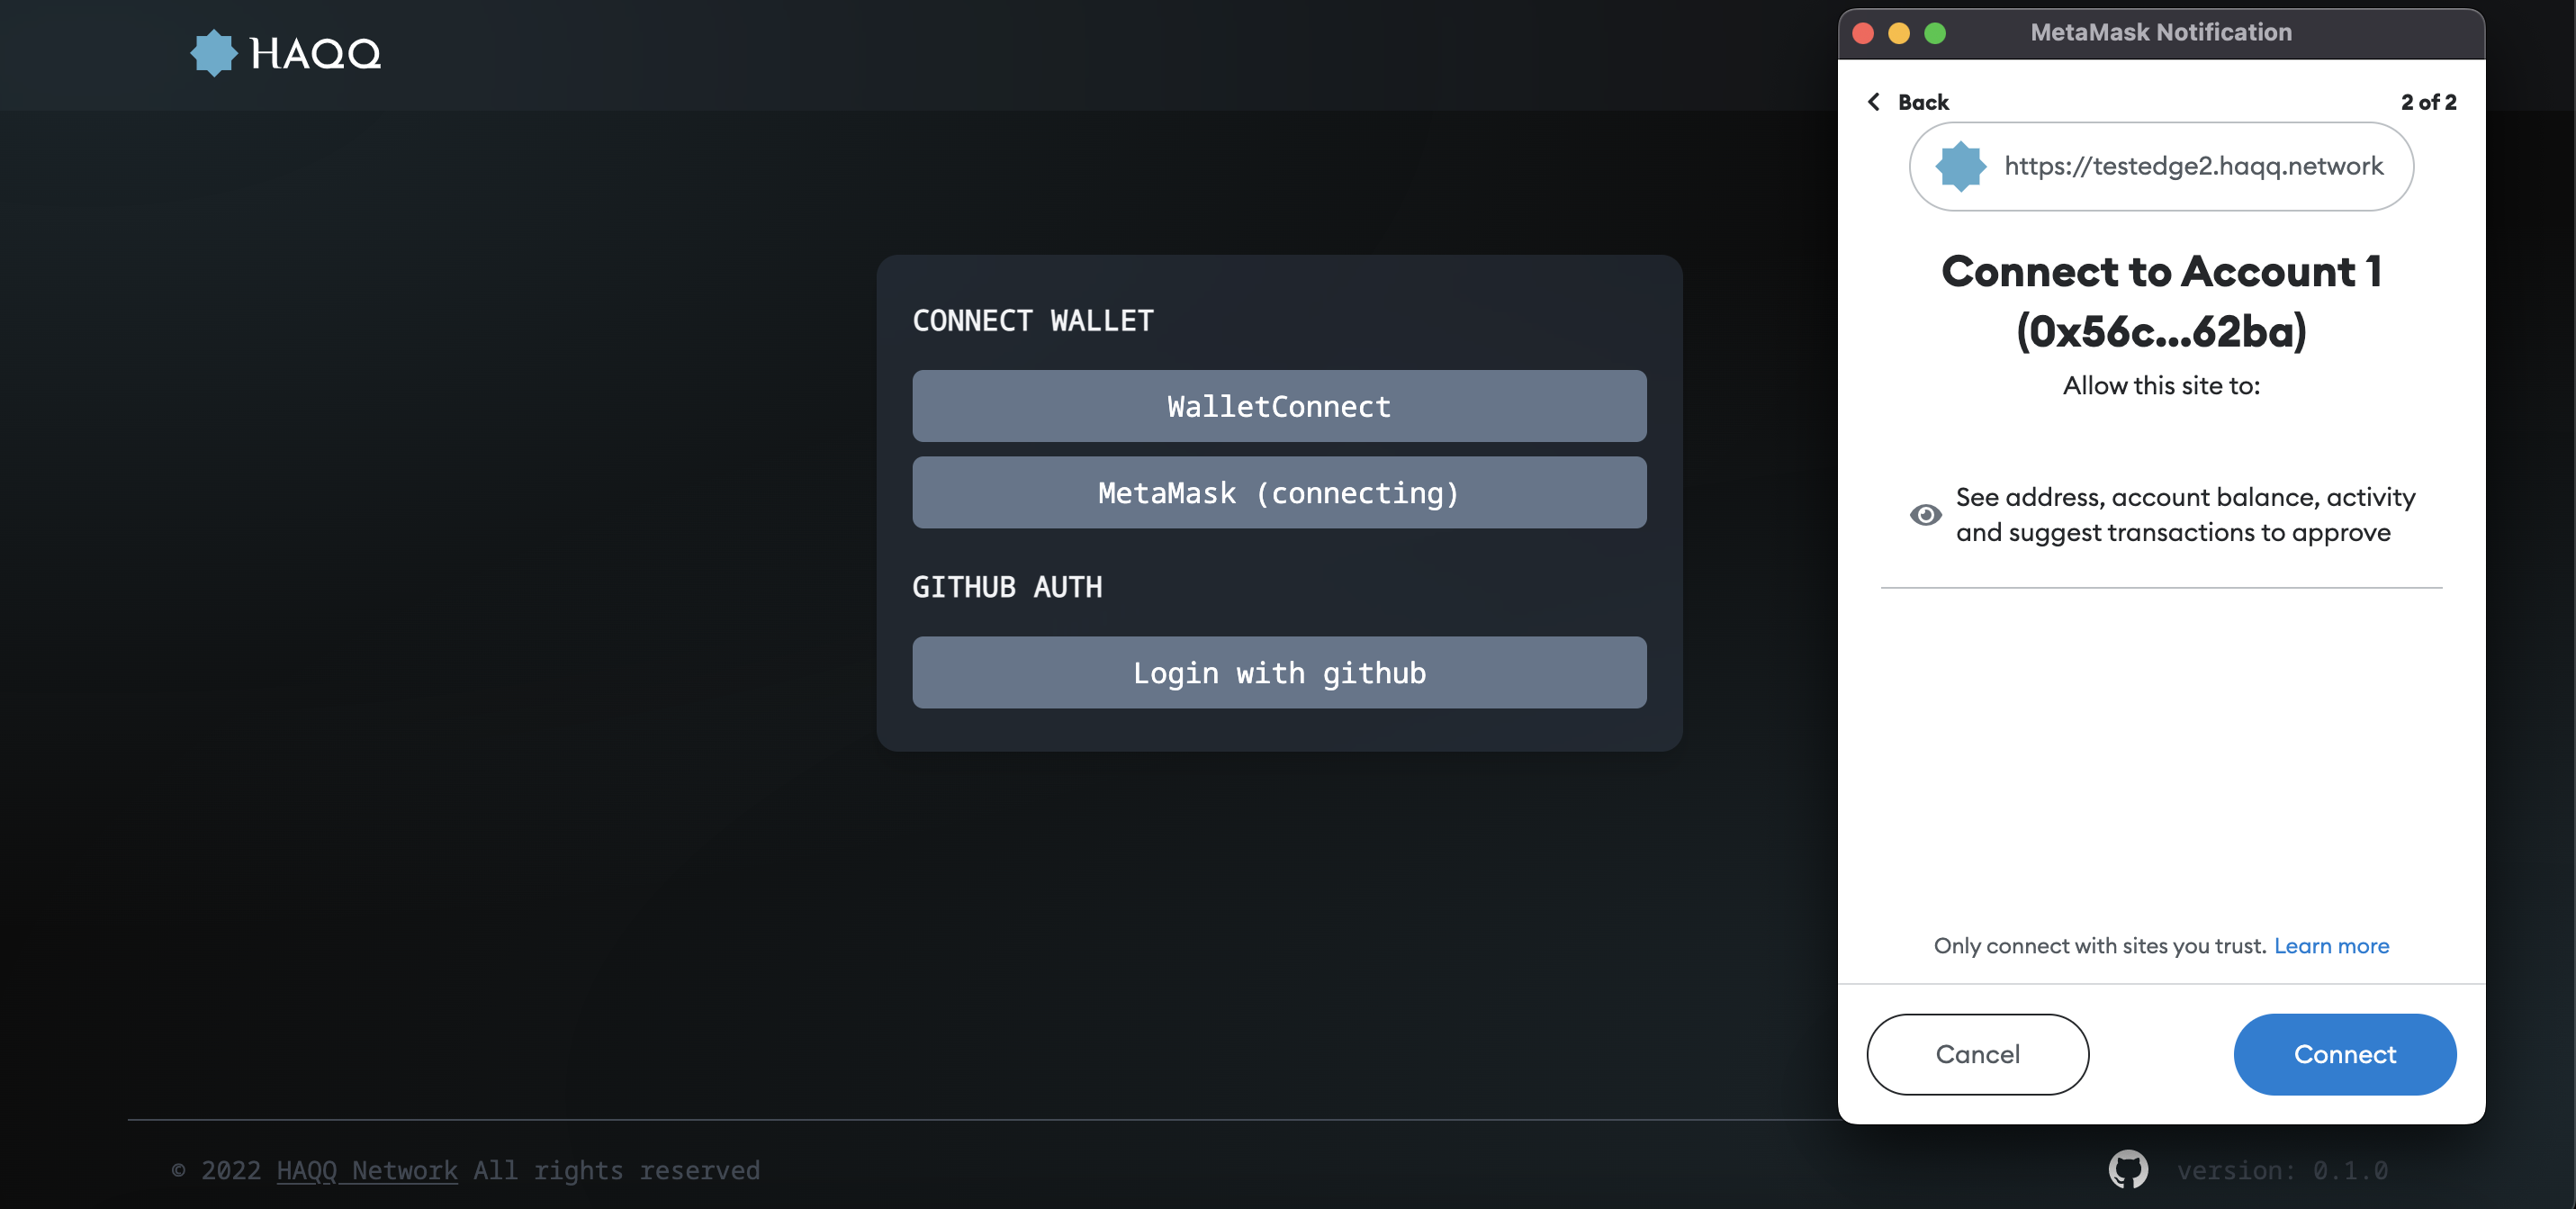 HAQQ
CONNECT WALLET
WalletConnect
MetaMask (connecting)
GITHUB AUTH
Login with github
© 2022 HAQQ Network All rights reserved
version: 0.1.0
MetaMask Notification
Back
2 of 2
https://testedge2.haqq.network
Connect to Account 1
(0x56c...62ba)
Allow this site to:
See address, account balance, activity
and suggest transactions to approve
Only connect with sites you trust. Learn more
Cancel
Connect